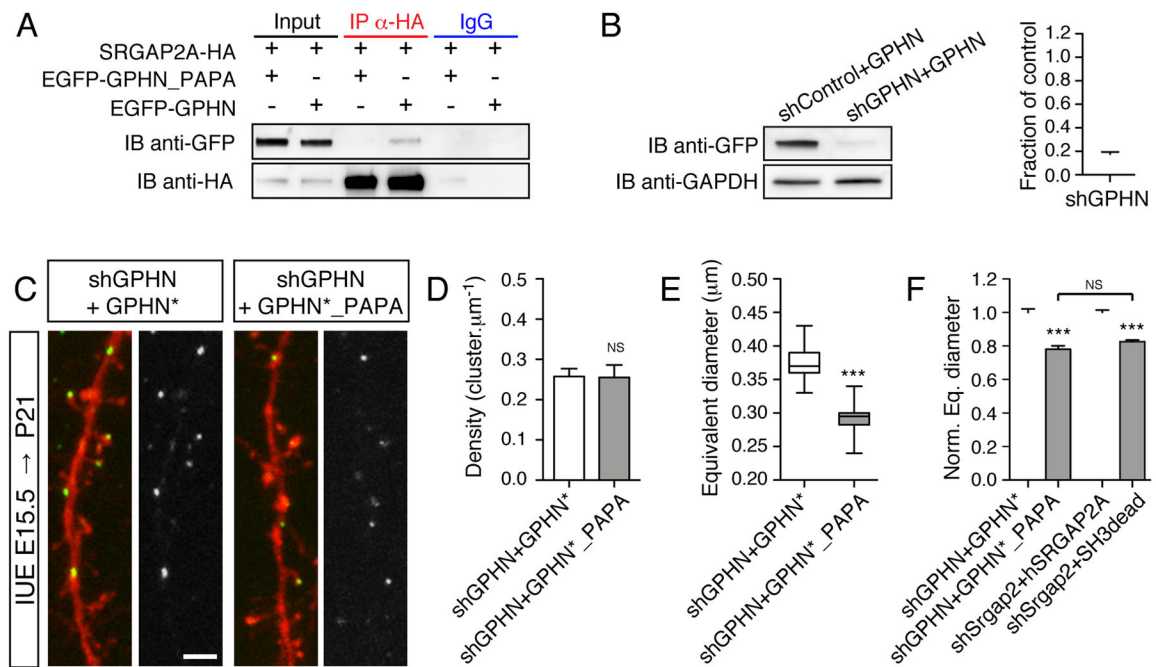 A
Input
IP α-HA
IgG
SRGAP2A-HA + + + + + +
EGFP-GPHN_PAPA + - + - + -
EGFP-GPHN - + - + - +
IB anti-GFP
IB anti-HA
B
shControl+GPHN
shGPHN+GPHN
IB anti-GFP
IB anti-GAPDH
Fraction of control
1.2
1.0
0.8
0.6
0.4
0.2
0.0
shGPHN
C
shGPHN
+ GPHN*
shGPHN
+ GPHN*_PAPA
IUE E15.5 → P21
D
Density (cluster.µm-1)
0.5
0.4
0.3
0.2
0.1
0.0
NS
shGPHN+GPHN*
shGPHN+GPHN*_PAPA
E
Equivalent diameter (µm)
0.45
0.40
0.35
0.30
0.25
0.20
***
shGPHN+GPHN*
shGPHN+GPHN*_PAPA
F
Norm. Eq. diameter
1.2
1.0
0.8
0.6
0.4
0.2
0.0
NS
***
***
shGPHN+GPHN*
shGPHN+GPHN*_PAPA
shSrgap2+hSRGAP2A
shSrgap2+SH3dead